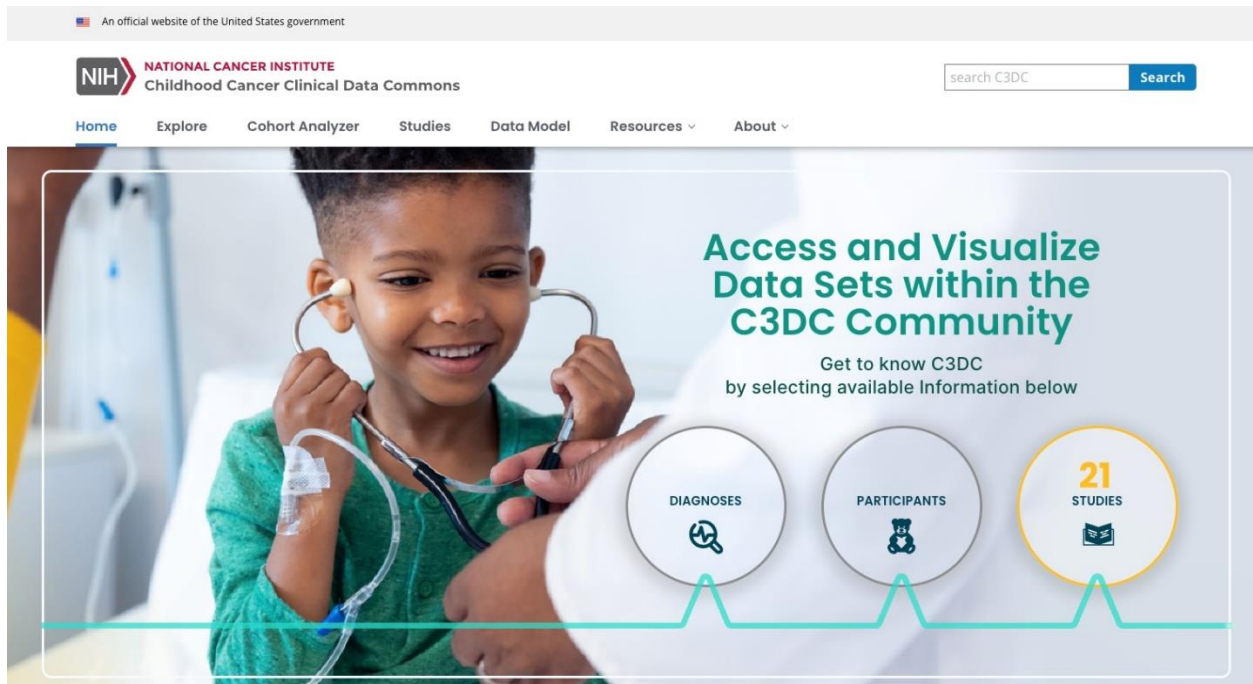 An official website of the United States government
NIH
NATIONAL CANCER INSTITUTE
Childhood Cancer Clinical Data Commons
search C3DC
Search
Home Explore Cohort Analyzer Studies Data Model Resources About
Access and Visualize
Data Sets within the
C3DC Community
Get to know C3DC
by selecting available Information below
DIAGNOSES
PARTICIPANTS
21
STUDIES